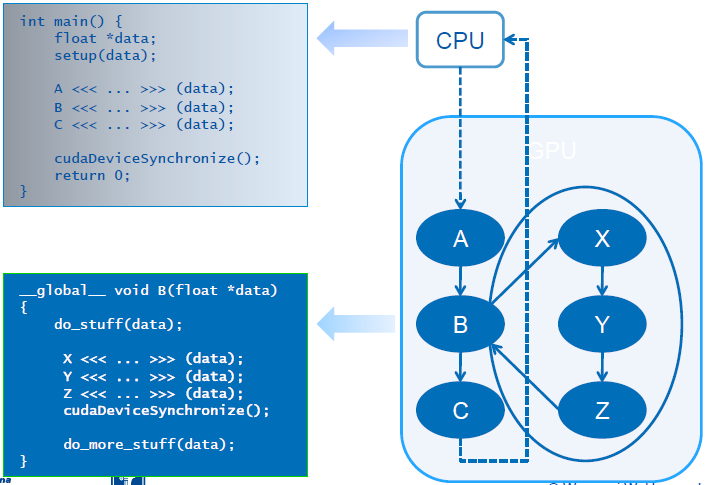 int main() {
float *data;
setup(data);
A <<< ... >>> (data);
B <<< ... >>> (data);
C <<< ... >>> (data);
cudaDeviceSynchronize();
return 0;
}
CPU
GPU
A
X
B
Y
C
Z
__global__ void B(float *data)
{
do_stuff(data);
X <<< ... >>> (data);
Y <<< ... >>> (data);
Z <<< ... >>> (data);
cudaDeviceSynchronize();
do_more_stuff(data);
}